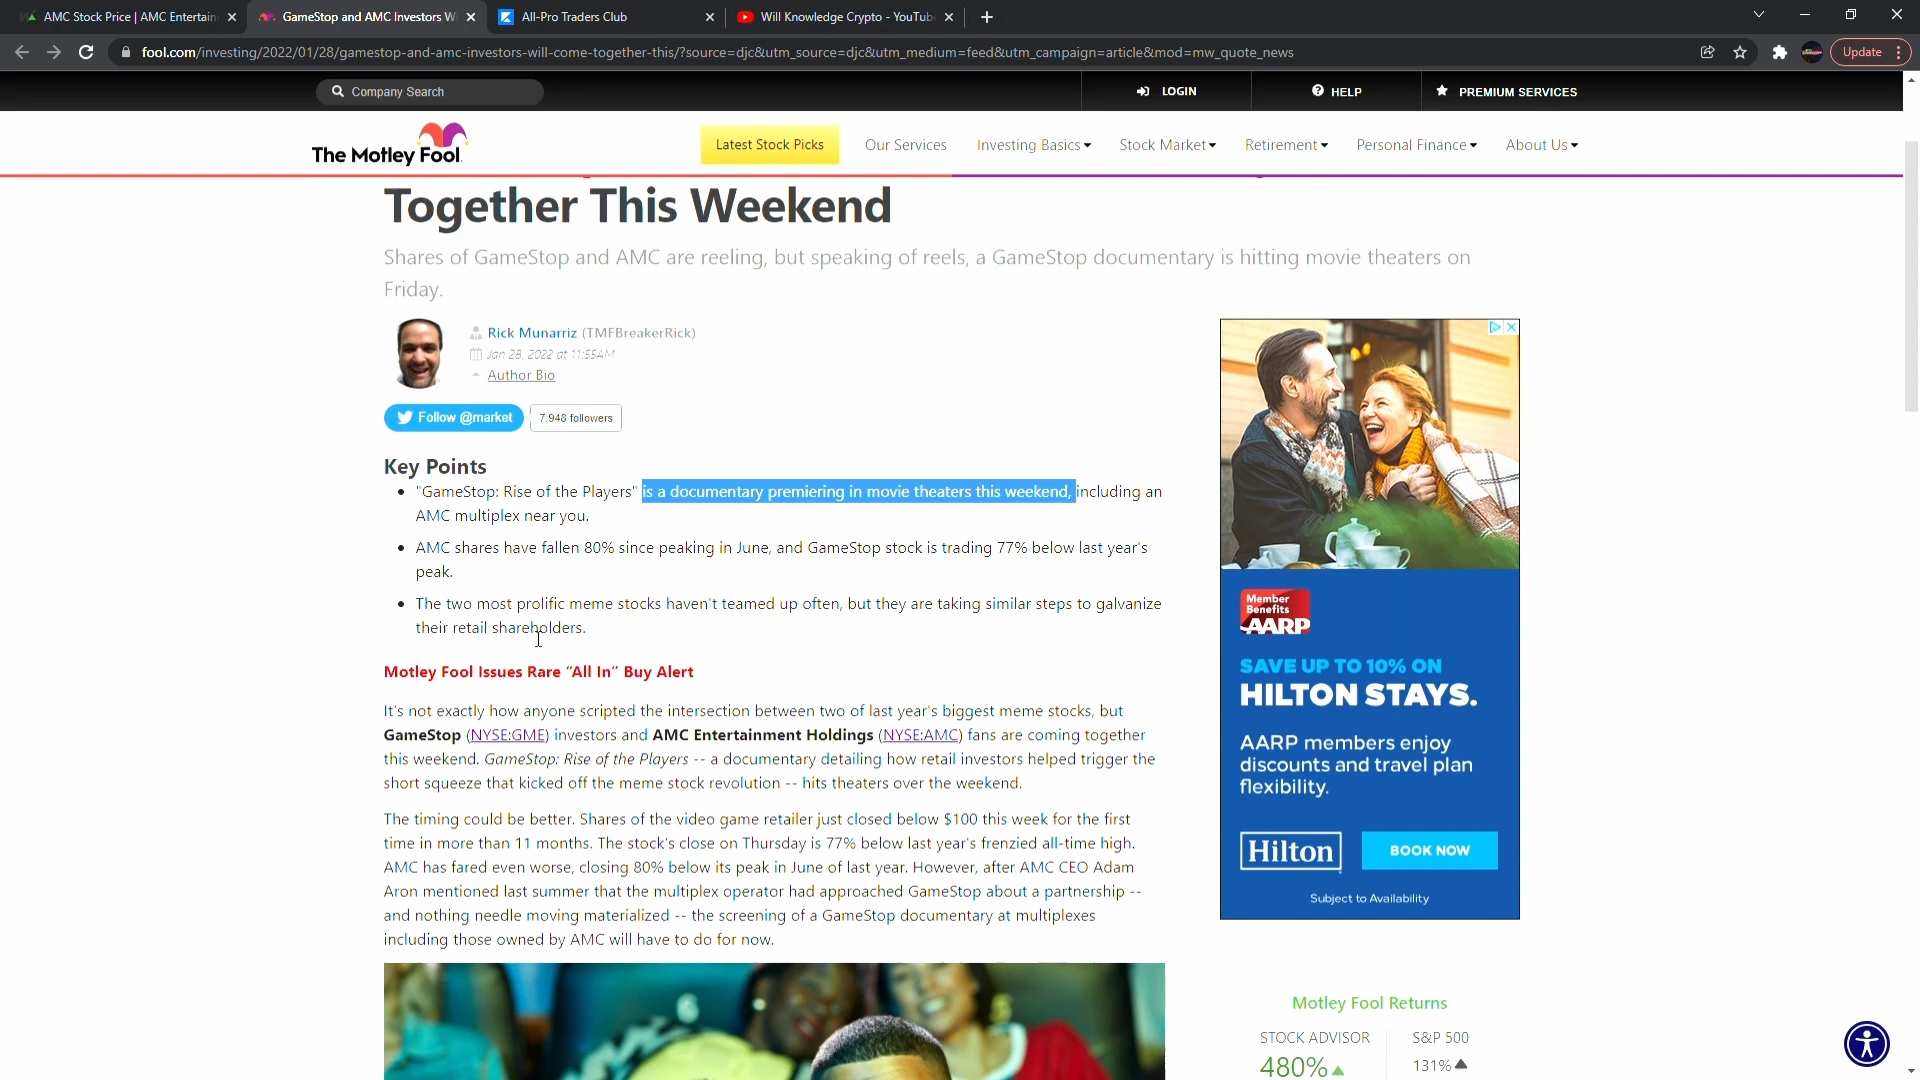 AMC Stock Price | AMC Entertain
GameStop and AMC Investors W
All-Pro Traders Club
Will Knowledge Crypto - YouTub
fool.com/investing/2022/01/28/gamestop-and-amc-investors-will-come-together-this/?source=djc&utm_source=djc&utm_medium=feed&utm_campaign=article&mod=mw_quote_news
Update
Company Search
LOGIN
HELP
PREMIUM SERVICES
The Motley Fool
Latest Stock Picks
Our Services
Investing Basics
Stock Market
Retirement
Personal Finance
About Us
Together This Weekend
Shares of GameStop and AMC are reeling, but speaking of reels, a GameStop documentary is hitting movie theaters on
Friday.
Rick Munarriz (TMFBreakerRick)
Jan 28, 2022 at 11:55AM
Author Bio
Follow @market
7,948 followers
Key Points
"GameStop: Rise of the Players" is a documentary premiering in movie theaters this weekend, including an
AMC multiplex near you.
AMC shares have fallen 80% since peaking in June, and GameStop stock is trading 77% below last year's
peak.
The two most prolific meme stocks haven't teamed up often, but they are taking similar steps to galvanize
their retail shareholders.
Motley Fool Issues Rare “All In” Buy Alert
It's not exactly how anyone scripted the intersection between two of last year's biggest meme stocks, but
GameStop (NYSE:GME) investors and AMC Entertainment Holdings (NYSE:AMC) fans are coming together
this weekend. GameStop: Rise of the Players -- a documentary detailing how retail investors helped trigger the
short squeeze that kicked off the meme stock revolution -- hits theaters over the weekend.
The timing could be better. Shares of the video game retailer just closed below $100 this week for the first
time in more than 11 months. The stock's close on Thursday is 77% below last year's frenzied all-time high.
AMC has fared even worse, closing 80% below its peak in June of last year. However, after AMC CEO Adam
Aron mentioned last summer that the multiplex operator had approached GameStop about a partnership --
and nothing needle moving materialized -- the screening of a GameStop documentary at multiplexes
including those owned by AMC will have to do for now.
Member
Benefits
AARP
SAVE UP TO 10% ON
HILTON STAYS.
AARP members enjoy
discounts and travel plan
flexibility.
Hilton
BOOK NOW
Subject to Availability
Motley Fool Returns
STOCK ADVISOR
S&P 500
480%
131%